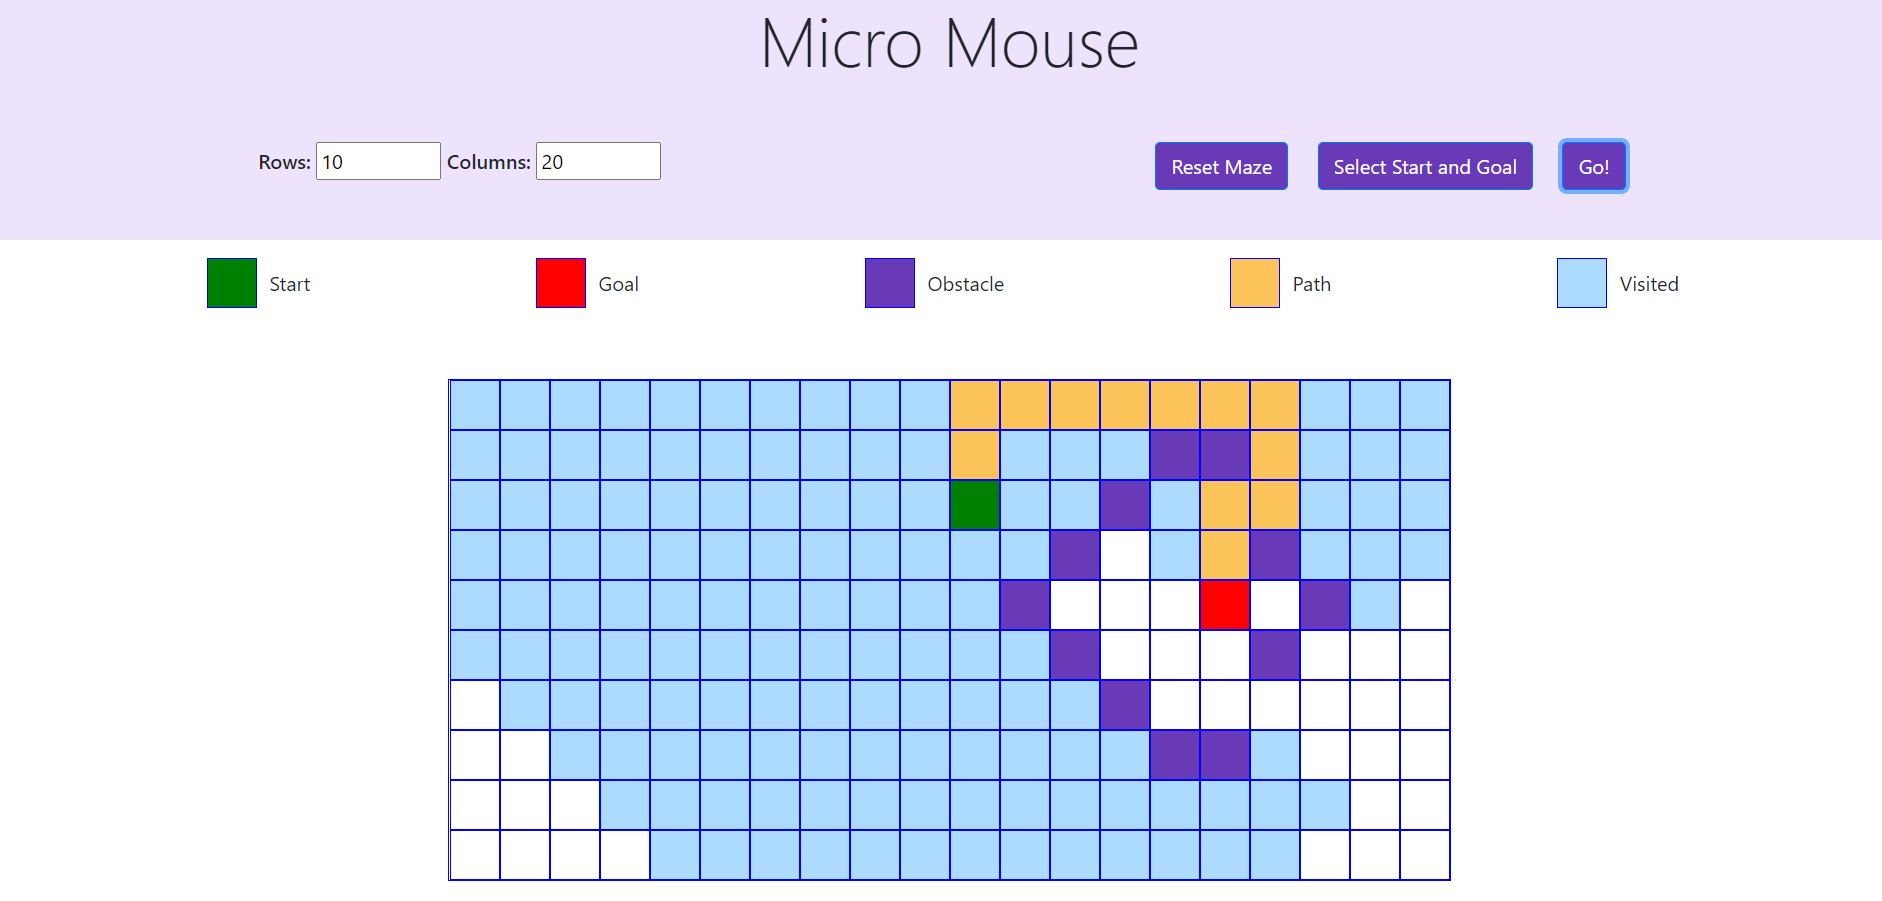 Micro Mouse
Rows: 10 Columns: 20 Reset Maze Select Start and Goal Go!
Start Goal Obstacle Path Visited